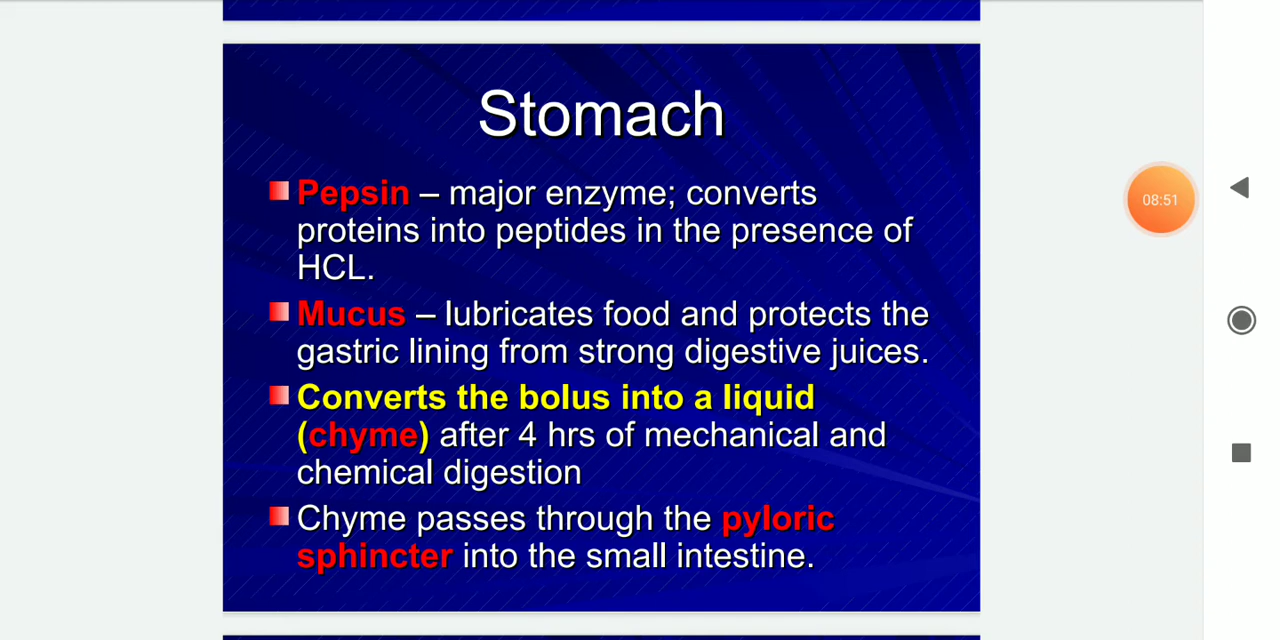 Stomach
Pepsin – major enzyme; converts
proteins into peptides in the presence of
HCL.
Mucus – lubricates food and protects the
gastric lining from strong digestive juices.
Converts the bolus into a liquid
(chyme) after 4 hrs of mechanical and
chemical digestion
Chyme passes through the pyloric
sphincter into the small intestine.
08:51